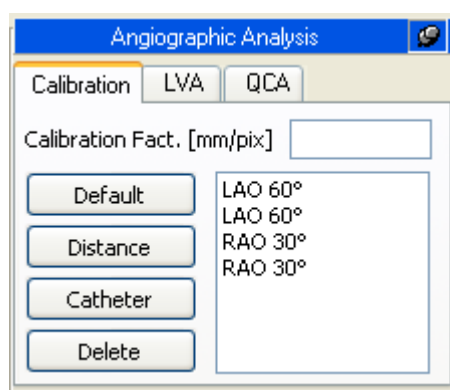 Angiographic Analysis
Calibration LVA QCA
Calibration Fact. [mm/pix]
Default
Distance
Catheter
Delete
LAO 60°
LAO 60°
RAO 30°
RAO 30°